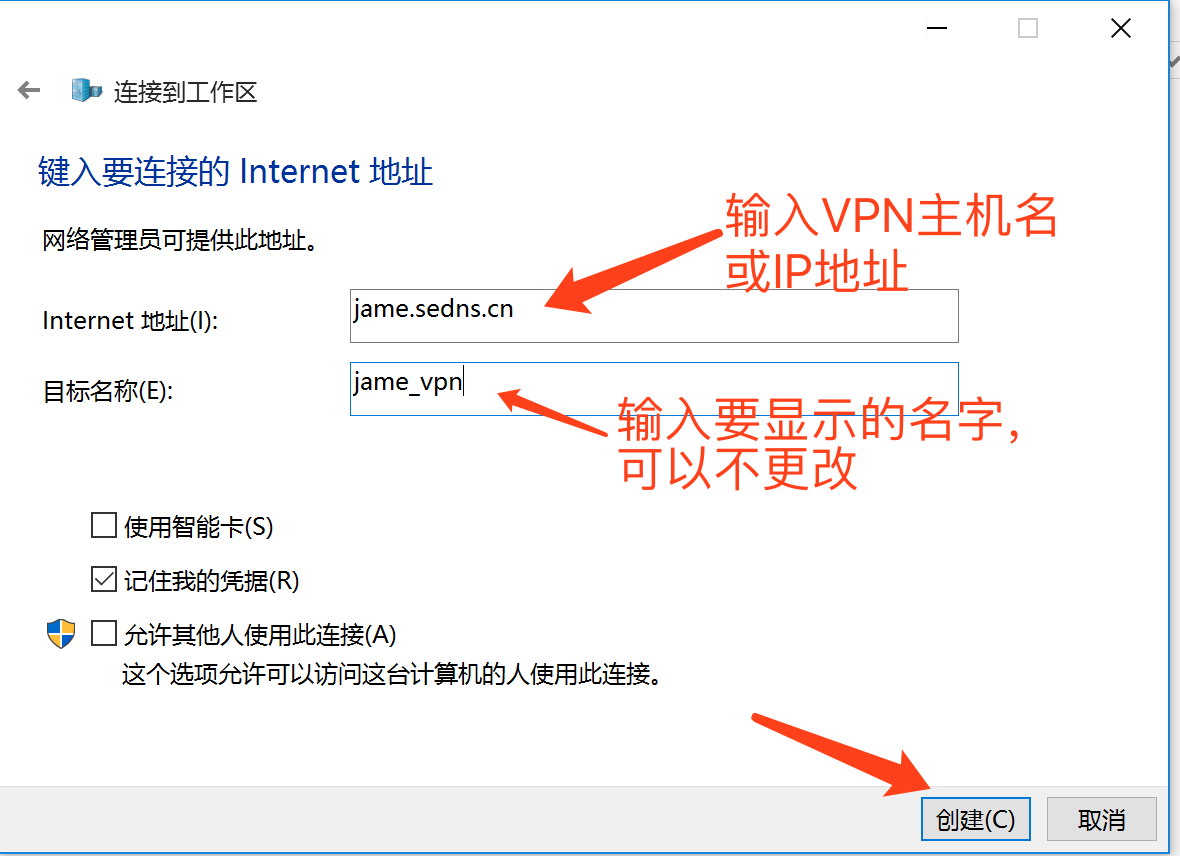 连接到工作区
键入要连接的 Internet 地址
网络管理员可提供此地址。
输入VPN主机名
或IP地址
Internet 地址(I):
jame.sedns.cn
目标名称(E):
jame_vpn
输入要显示的名字，
可以不更改
使用智能卡(S)
记住我的凭据(R)
允许其他人使用此连接(A)
这个选项允许可以访问这台计算机的人使用此连接。
创建(C)
取消